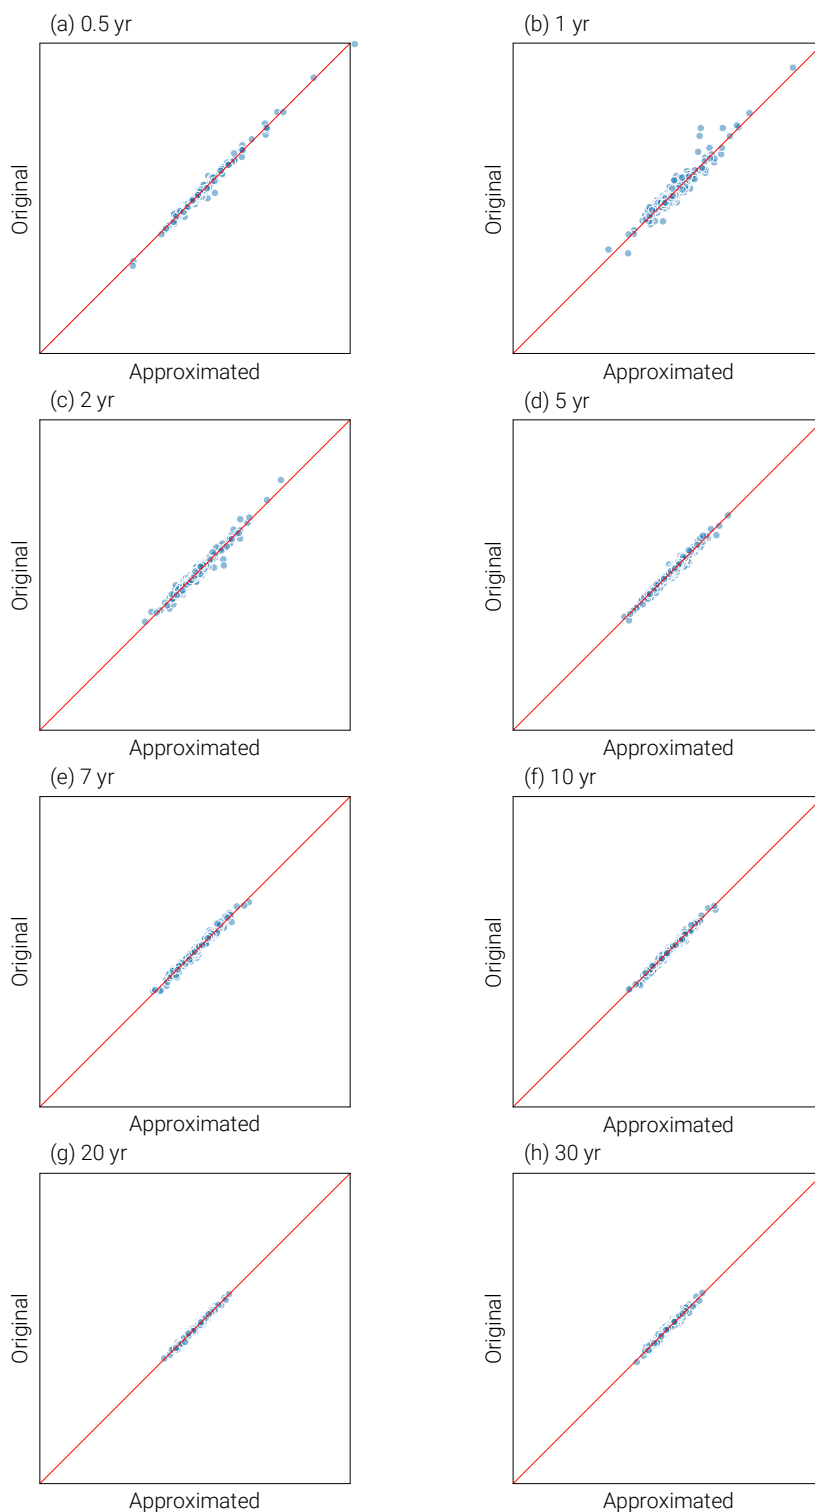 (a) 0.5 yr
Original
Approximated
(b) 1 yr
Original
Approximated
(c) 2 yr
Original
Approximated
(d) 5 yr
Original
Approximated
(e) 7 yr
Original
Approximated
(f) 10 yr
Original
Approximated
(g) 20 yr
Original
Approximated
(h) 30 yr
Original
Approximated